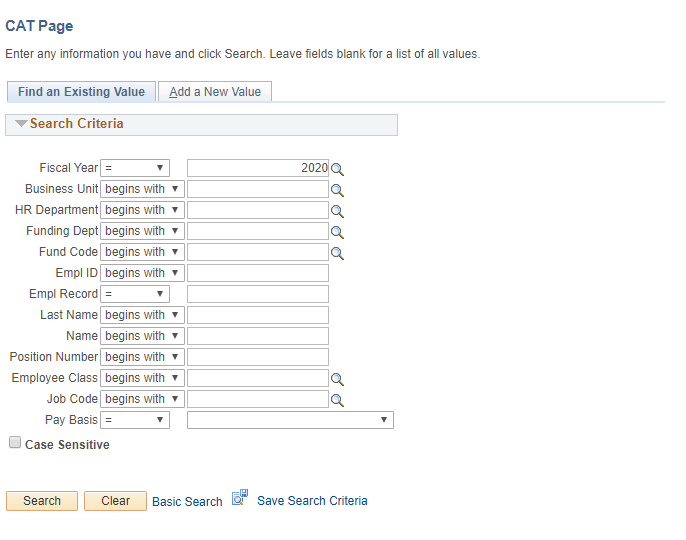 CAT Page
Enter any information you have and click Search. Leave fields blank for a list of all values.
Find an Existing Value Add a New Value
Search Criteria
Fiscal Year = 2020
Business Unit begins with
HR Department begins with
Funding Dept begins with
Fund Code begins with
Empl ID begins with
Empl Record =
Last Name begins with
Name begins with
Position Number begins with
Employee Class begins with
Job Code begins with
Pay Basis =
Case Sensitive
Search Clear Basic Search Save Search Criteria